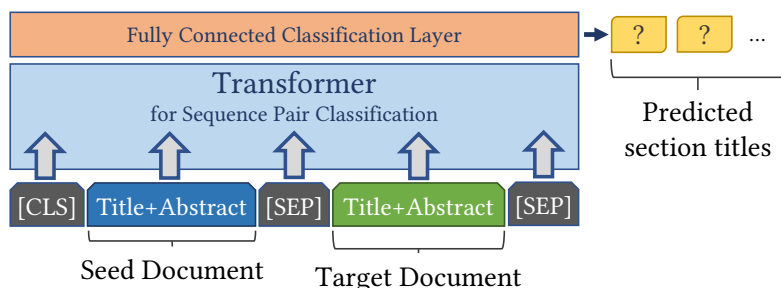 Fully Connected Classification Layer
? ? ...
Transformer
for Sequence Pair Classification
Predicted
section titles
[CLS] Title+Abstract [SEP] Title+Abstract [SEP]
Seed Document
Target Document